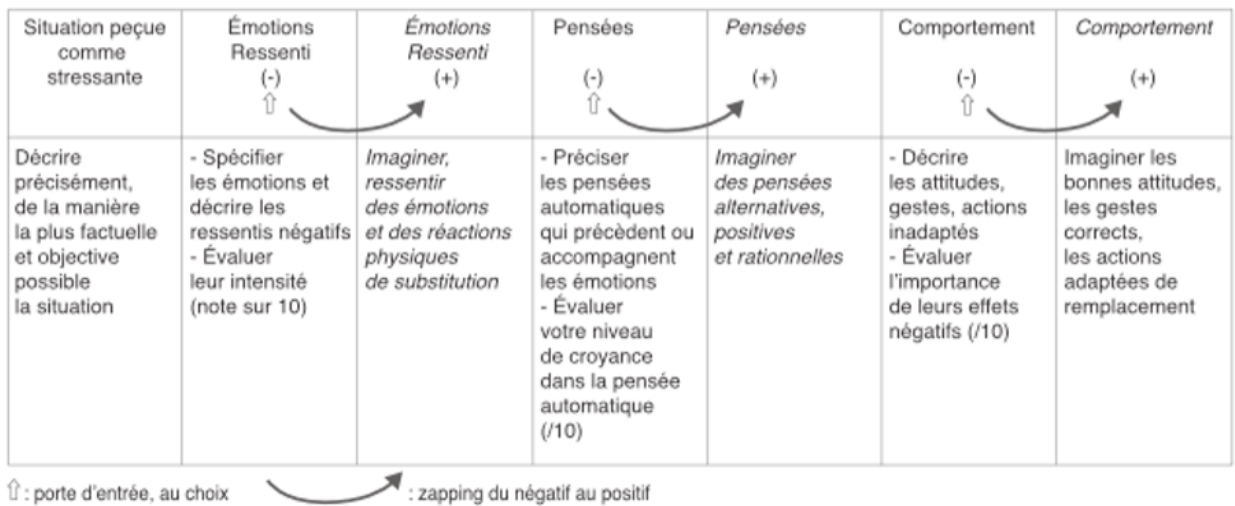 Situation peçue
comme
stressante
Émotions
Ressenti
(-)
⇧
Émotions
Ressenti
(+)
Pensées
(-)
⇧
Pensées
(+)
Comportement
(-)
⇧
Comportement
(+)
Décrire
précisément,
de la manière
la plus factuelle
et objective
possible
la situation
- Spécifier
les émotions et
décrire les
ressentis négatifs
- Évaluer
leur intensité
(note sur 10)
Imaginer,
ressentir
des émotions
et des réactions
physiques
de substitution
- Préciser
les pensées
automatiques
qui précèdent ou
accompagnent
les émotions
- Évaluer
votre niveau
de croyance
dans la pensée
automatique
(/10)
Imaginer
des pensées
alternatives,
positives
et rationnelles
- Décrire
les attitudes,
gestes, actions
inadaptés
- Évaluer
l'importance
de leurs effets
négatifs (/10)
Imaginer les
bonnes attitudes,
les gestes
corrects,
les actions
adaptées de
remplacement
⇧ : porte d'entrée, au choix
: zapping du négatif au positif